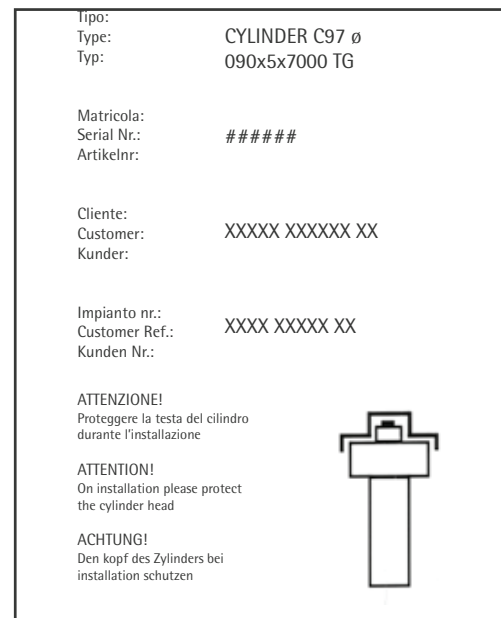 Tipo:
Type: CYLINDER C97 ø
Typ: 090x5x7000 TG
Matricola:
Serial Nr.: ######
Artikelnr:
Cliente:
Customer: XXXXX XXXXXX XX
Kunder:
Impianto nr.:
Customer Ref.: XXXX XXXXX XX
Kunden Nr.:
ATTENZIONE!
Proteggere la testa del cilindro
durante l'installazione
ATTENTION!
On installation please protect
the cylinder head
ACHTUNG!
Den kopf des Zylinders bei
installation schutzen